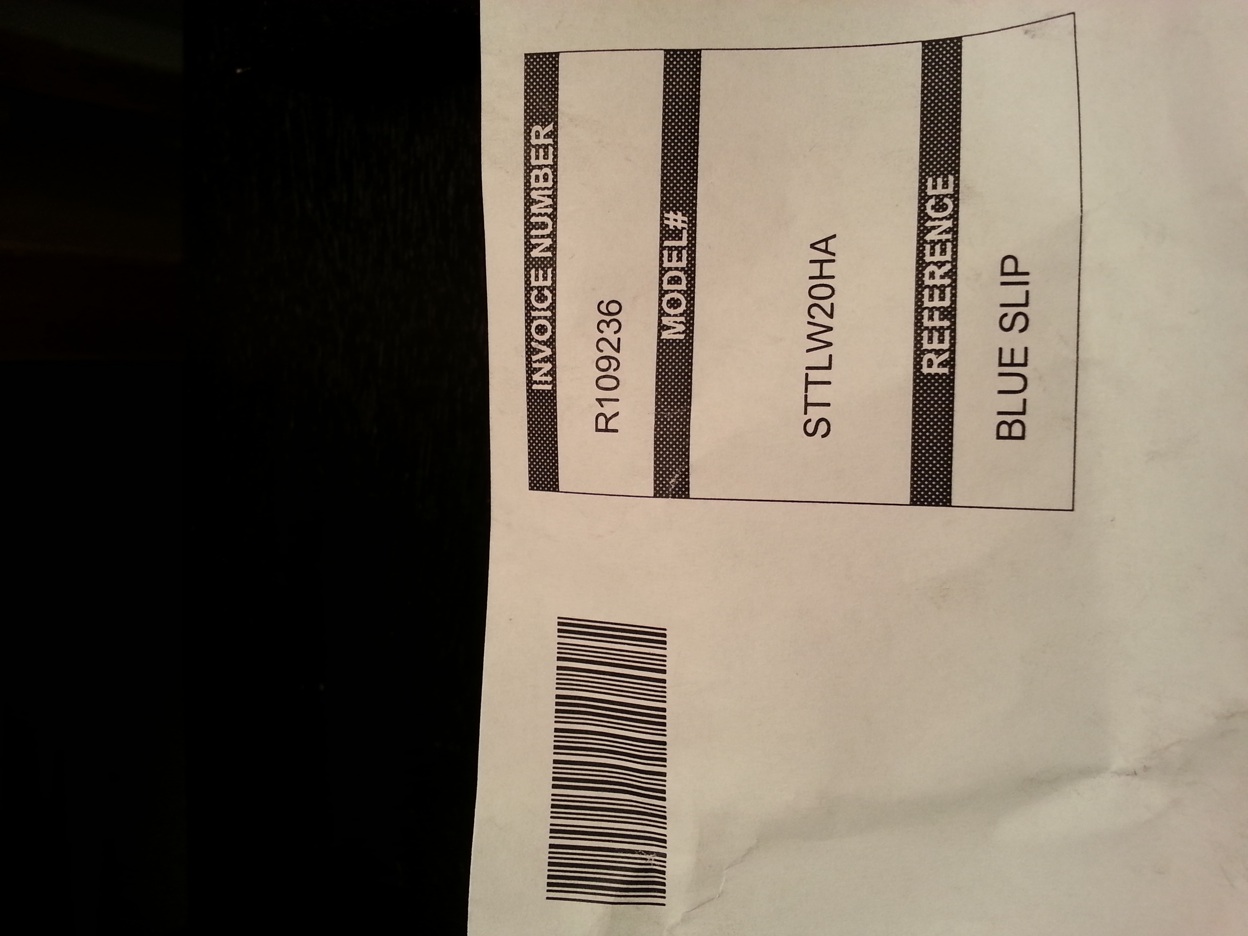 INVOICE NUMBER
R109236
MODEL#
STTLW20HA
REFERENCE
BLUE SLIP